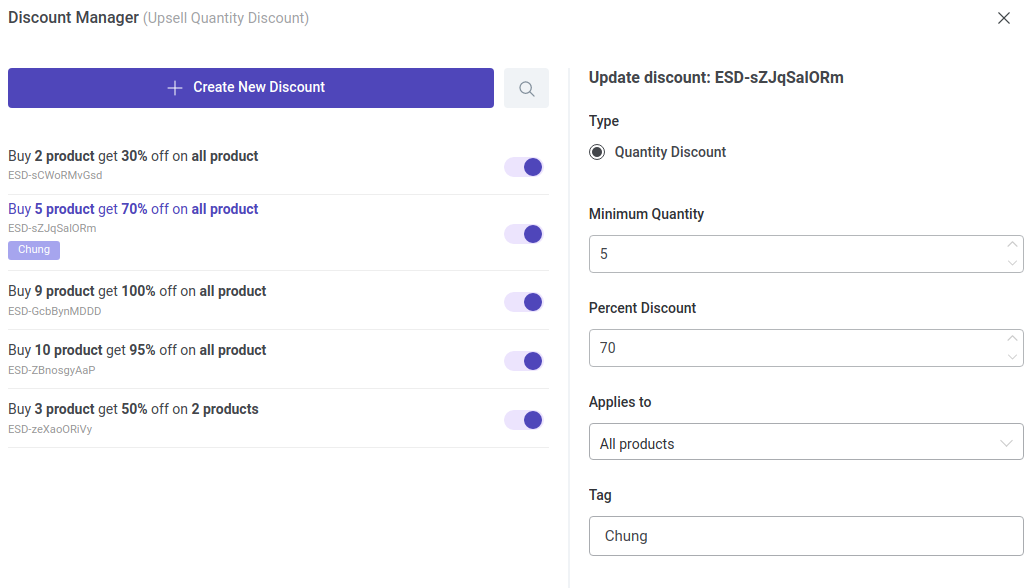 Discount Manager (Upsell Quantity Discount)
Create New Discount
Buy 2 product get 30% off on all product
ESD-sCWoRMvGsd
Buy 5 product get 70% off on all product
ESD-sZJqSaIORm
Chung
Buy 9 product get 100% off on all product
ESD-GcbBynMDDD
Buy 10 product get 95% off on all product
ESD-ZBnosgyAaP
Buy 3 product get 50% off on 2 products
ESD-zeXaoORiVy
Update discount: ESD-sZJqSaIORm
Type
Quantity Discount
Minimum Quantity
5
Percent Discount
70
Applies to
All products
Tag
Chung